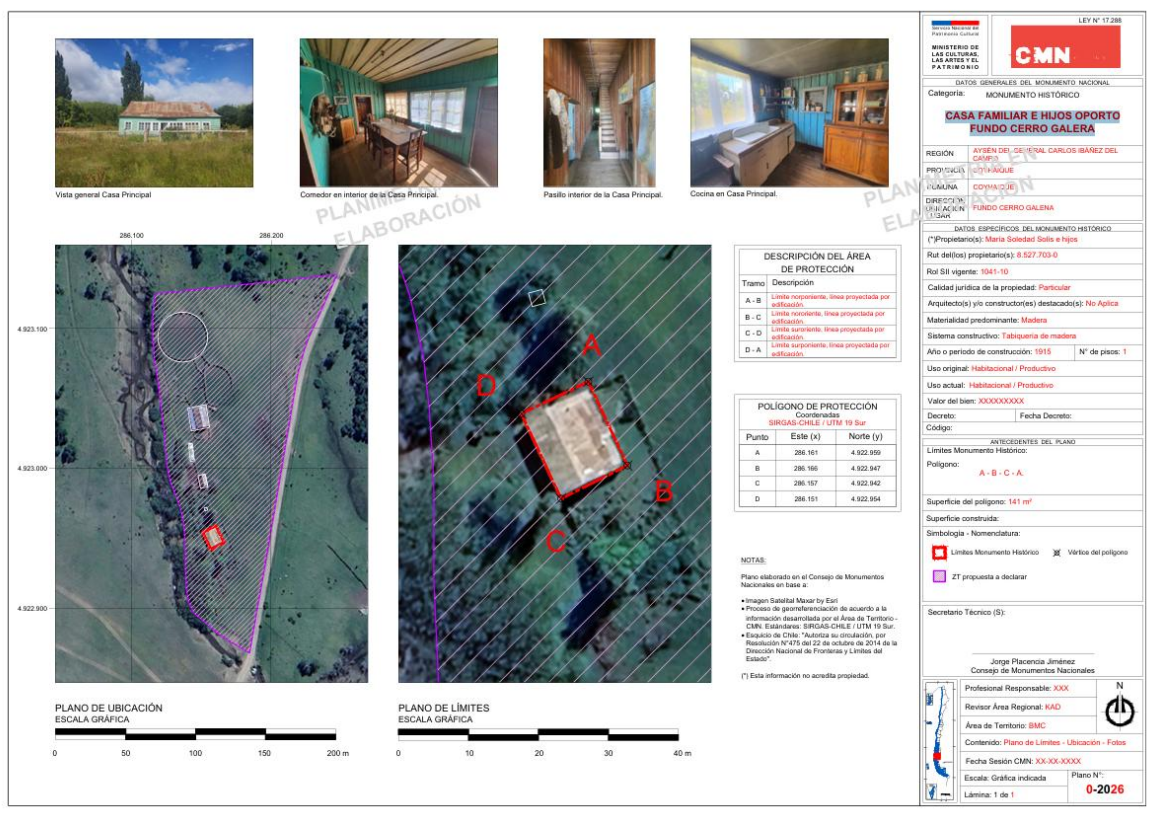 Vista general Casa Principal
Comedor en interior de la Casa Principal.
Pasillo interior de la Casa Principal.
Cocina en Casa Principal.
PLANIMETRÍA EN
ELABORACIÓN
PLANIMETRÍA EN
ELABORACIÓN
286.100
286.200
4.923.100
4.923.000
4.922.900
A
B
C
D
PLANO DE UBICACIÓN
ESCALA GRÁFICA
0 50 100 150 200 m
PLANO DE LÍMITES
ESCALA GRÁFICA
0 10 20 30 40 m
DESCRIPCIÓN DEL ÁREA
DE PROTECCIÓN
Tramo Descripción
A - B Límite norponiente, línea proyectada por
edificación.
B - C Límite nororiente, línea proyectada por
edificación.
C - D Límite suroriente, línea proyectada por
edificación.
D - A Límite surponiente, línea proyectada por
edificación.
POLÍGONO DE PROTECCIÓN
Coordenadas
SIRGAS-CHILE / UTM 19 Sur
Punto Este (x) Norte (y)
A 286.161 4.922.959
B 286.166 4.922.947
C 286.157 4.922.942
D 286.151 4.922.954
NOTAS:
Plano elaborado en el Consejo de Monumentos
Nacionales en base a:
• Imagen Satelital Maxar by Esri
• Proceso de georreferenciación de acuerdo a la
información desarrollada por el Área de Territorio -
CMN. Estándares: SIRGAS-CHILE / UTM 19 Sur.
• Esquicio de Chile: "Autoriza su circulación, por
Resolución N°475 del 22 de octubre de 2014 de la
Dirección Nacional de Fronteras y Límites del
Estado".
(*) Esta información no acredita propiedad.
Servicio Nacional del
Patrimonio Cultural
MINISTERIO DE
LAS CULTURAS,
LAS ARTES Y EL
PATRIMONIO
LEY N° 17.288
CMN
DATOS GENERALES DEL MONUMENTO NACIONAL
Categoría: MONUMENTO HISTÓRICO
CASA FAMILIAR E HIJOS OPORTO
FUNDO CERRO GALERA
REGIÓN AYSÉN DEL GENERAL CARLOS IBÁÑEZ DEL
CAMPO
PROVINCIA COYHAIQUE
COMUNA COYHAIQUE
DIRECCIÓN
UBICACIÓN FUNDO CERRO GALENA
LUGAR
DATOS ESPECÍFICOS DEL MONUMENTO HISTÓRICO
(*)Propietario(s): María Soledad Solís e hijos
Rut del(los) propietario(s): 8.527.703-0
Rol SII vigente: 1041-10
Calidad jurídica de la propiedad: Particular
Arquitecto(s) y/o constructor(es) destacado(s): No Aplica
Materialidad predominante: Madera
Sistema constructivo: Tabiquería de madera
Año o período de construcción: 1915 N° de pisos: 1
Uso original: Habitacional / Productivo
Uso actual: Habitacional / Productivo
Valor del bien: XXXXXXXXX
Decreto: Fecha Decreto:
Código:
ANTECEDENTES DEL PLANO
Límites Monumento Histórico:
Polígono:
A - B - C - A.
Superficie del polígono: 141 m²
Superficie construida:
Simbología - Nomenclatura:
Límites Monumento Histórico Vértice del polígono
ZT propuesta a declarar
Secretario Técnico (S):
Jorge Placencia Jiménez
Consejo de Monumentos Nacionales
Profesional Responsable: XXX
N
Revisor Área Regional: KAD
Área de Territorio: BMC
Contenido: Plano de Límites - Ubicación - Fotos
Fecha Sesión CMN: XX-XX-XXXX
Escala: Gráfica indicada
Plano N°:
0-2026
Lámina: 1 de 1